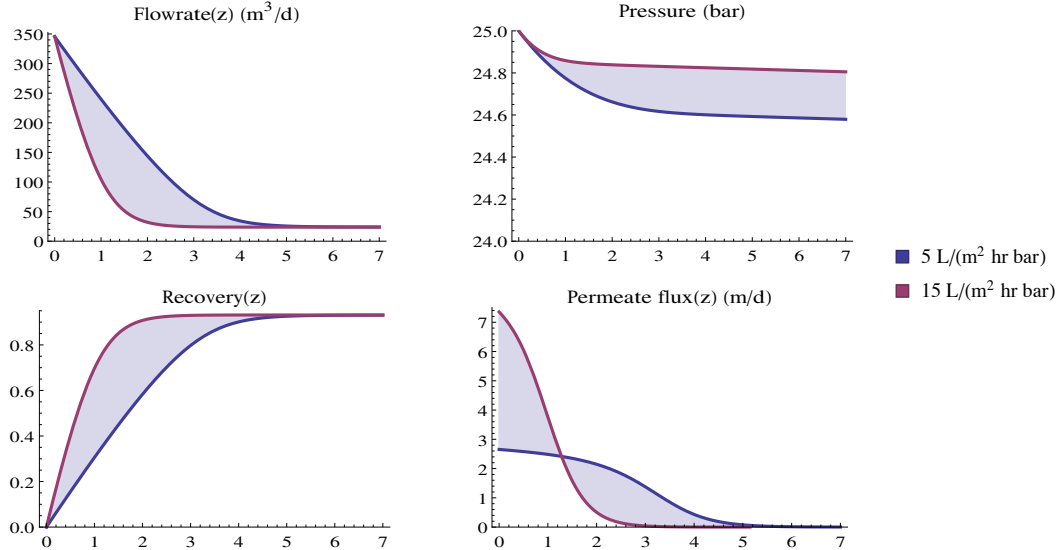 Flowrate(z) (m³/d)
350
300
250
200
150
100
50
0
0 1 2 3 4 5 6 7
Pressure (bar)
25.0
24.8
24.6
24.4
24.2
24.0
0 1 2 3 4 5 6 7
5 L/(m² hr bar)
15 L/(m² hr bar)
Recovery(z)
0.8
0.6
0.4
0.2
0.0
0 1 2 3 4 5 6 7
Permeate flux(z) (m/d)
7
6
5
4
3
2
1
0
0 1 2 3 4 5 6 7